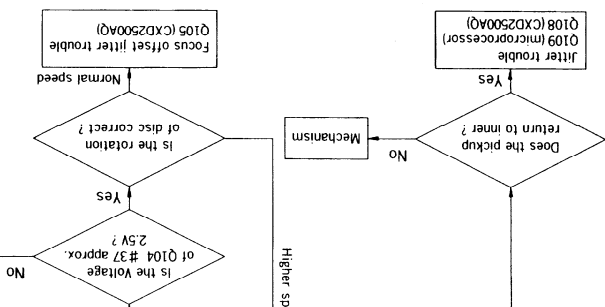 Does the pickup
return to inner ?
No
Mechanism
Yes
Jitter trouble
Q109 (microprocessor)
Q108 (CXD2500AQ)
Is the Voltage
of Q104 #37 approx.
2.5V ?
No
Yes
Higher sp
Is the rotation
of disc correct ?
Normal speed
Focus offset jitter trouble
Q105 (CXD2500AQ)